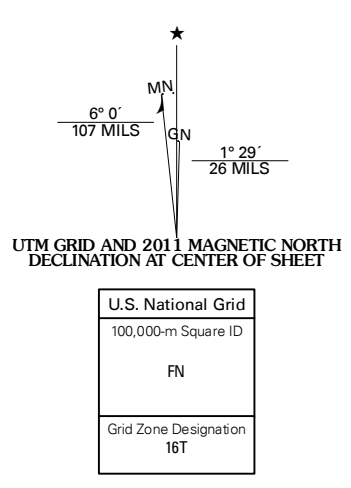 ★
MN
6° 0´
107 MILS
GN
1° 29´
26 MILS
UTM GRID AND 2011 MAGNETIC NORTH
DECLINATION AT CENTER OF SHEET
U.S. National Grid
100,000-m Square ID
FN
Grid Zone Designation
16T